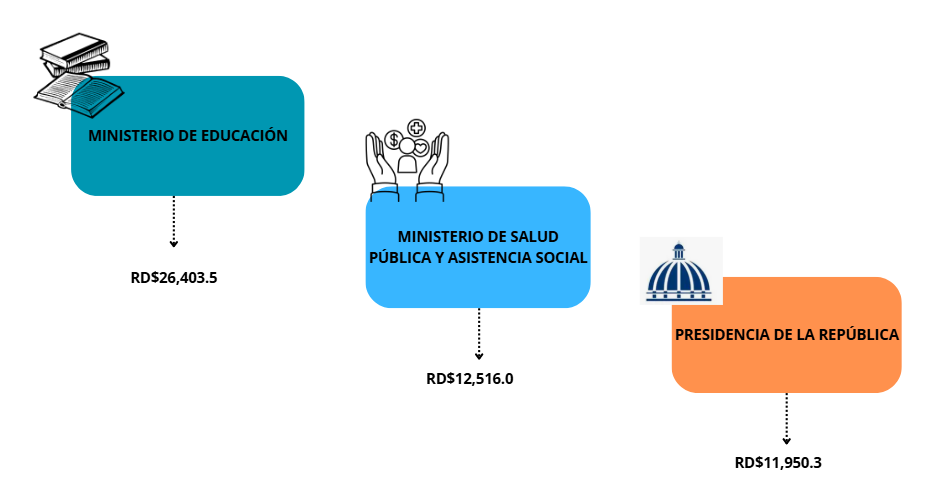 MINISTERIO DE EDUCACIÓN
RD$26,403.5
$
MINISTERIO DE SALUD
PÚBLICA Y ASISTENCIA SOCIAL
RD$12,516.0
PRESIDENCIA DE LA REPÚBLICA
RD$11,950.3